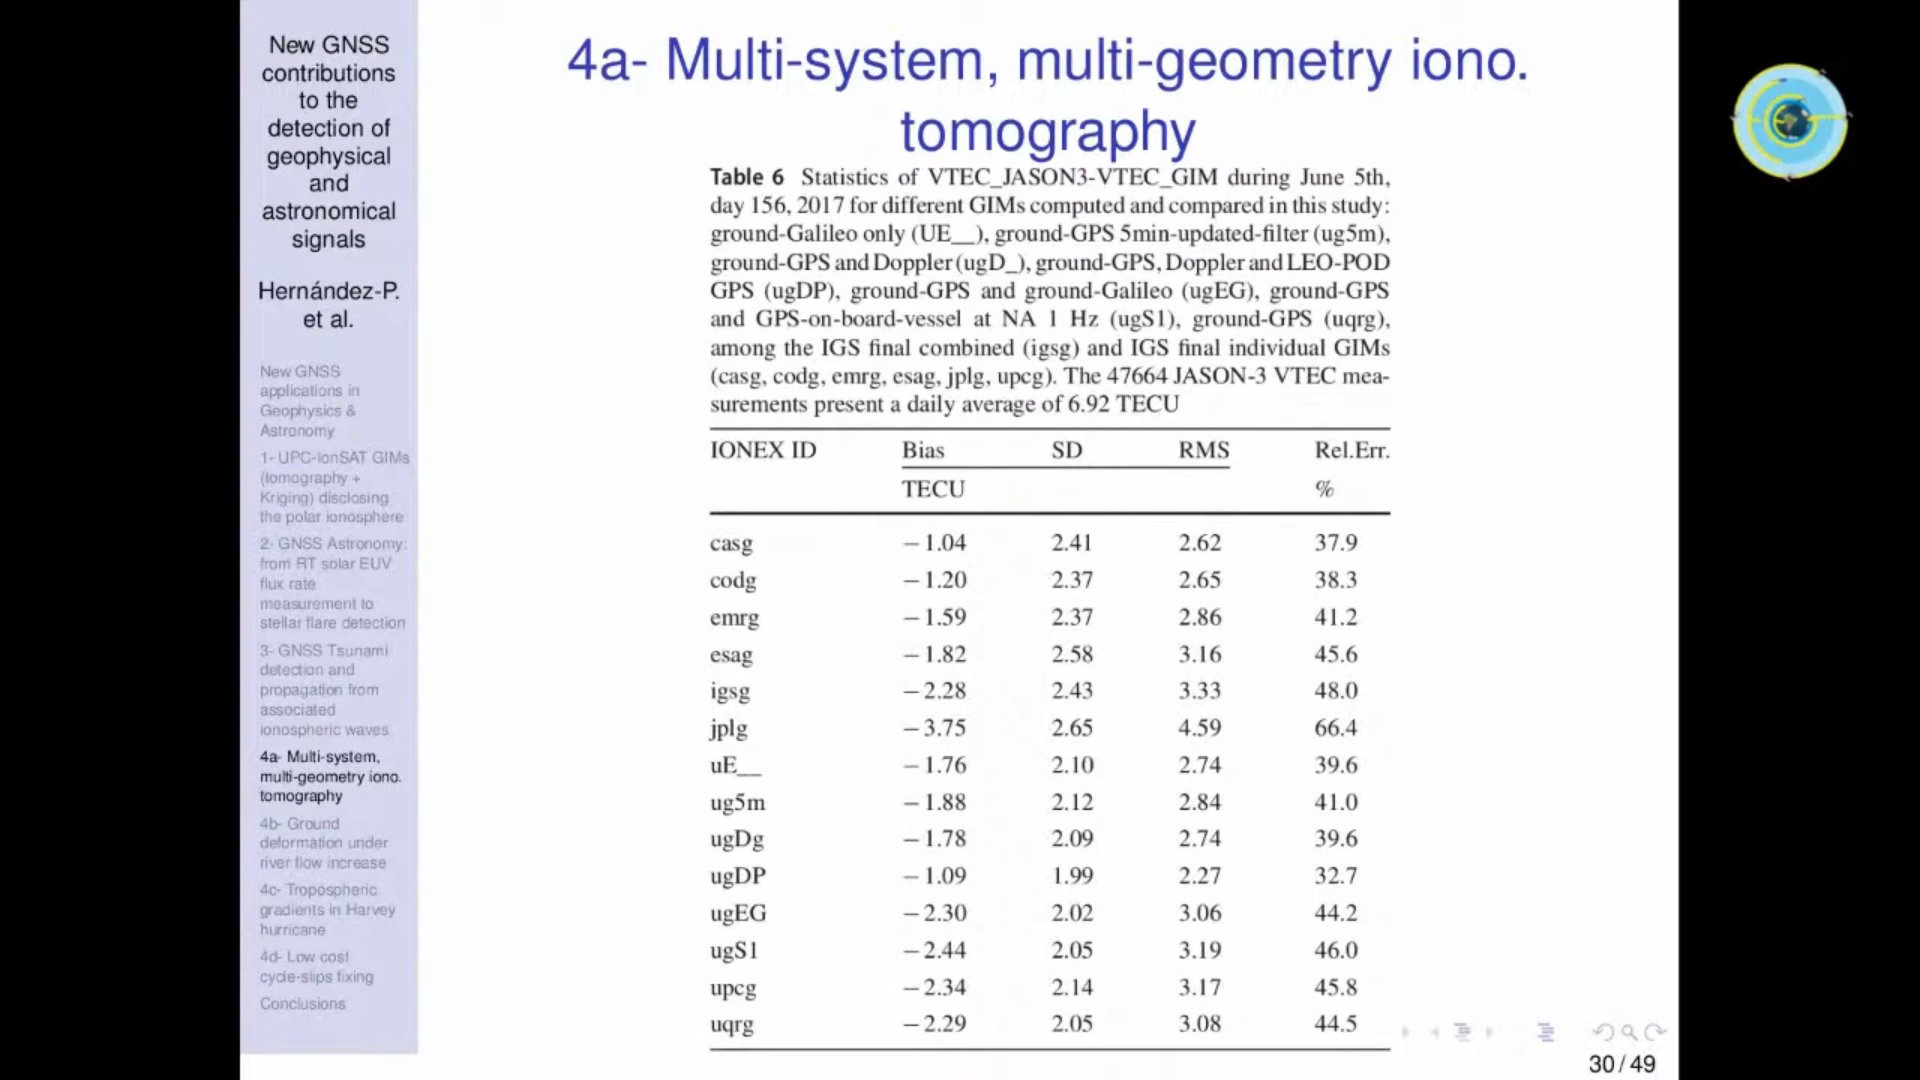 New GNSS
contributions
to the
detection of
geophysical
and
astronomical
signals
Hernández-P.
et al.
New GNSS
applications in
Geophysics &
Astronomy
1- UPC-IonSAT GIMs
(tomography +
Kriging) disclosing
the polar ionosphere
2- GNSS Astronomy:
from RT solar EUV
flux rate
measurement to
stellar flare detection
3- GNSS Tsunami
detection and
propagation from
associated
ionospheric waves
4a- Multi-system,
multi-geometry iono.
tomography
4b- Ground
deformation under
river flow increase
4c- Tropospheric
gradients in Harvey
hurricane
4d- Low cost
cycle-slips fixing
Conclusions
4a- Multi-system, multi-geometry iono.
tomography
Table 6 Statistics of VTEC_JASON3-VTEC_GIM during June 5th,
day 156, 2017 for different GIMs computed and compared in this study:
ground-Galileo only (UE__), ground-GPS 5min-updated-filter (ug5m),
ground-GPS and Doppler (ugD_), ground-GPS, Doppler and LEO-POD
GPS (ugDP), ground-GPS and ground-Galileo (ugEG), ground-GPS
and GPS-on-board-vessel at NA 1 Hz (ugS1), ground-GPS (uqrg),
among the IGS final combined (igsg) and IGS final individual GIMs
(casg, codg, emrg, esag, jplg, upcg). The 47664 JASON-3 VTEC mea-
surements present a daily average of 6.92 TECU
IONEX ID Bias SD RMS Rel.Err.
TECU %
casg −1.04 2.41 2.62 37.9
codg −1.20 2.37 2.65 38.3
emrg −1.59 2.37 2.86 41.2
esag −1.82 2.58 3.16 45.6
igsg −2.28 2.43 3.33 48.0
jplg −3.75 2.65 4.59 66.4
uE__ −1.76 2.10 2.74 39.6
ug5m −1.88 2.12 2.84 41.0
ugDg −1.78 2.09 2.74 39.6
ugDP −1.09 1.99 2.27 32.7
ugEG −2.30 2.02 3.06 44.2
ugS1 −2.44 2.05 3.19 46.0
upcg −2.34 2.14 3.17 45.8
uqrg −2.29 2.05 3.08 44.5
30/49